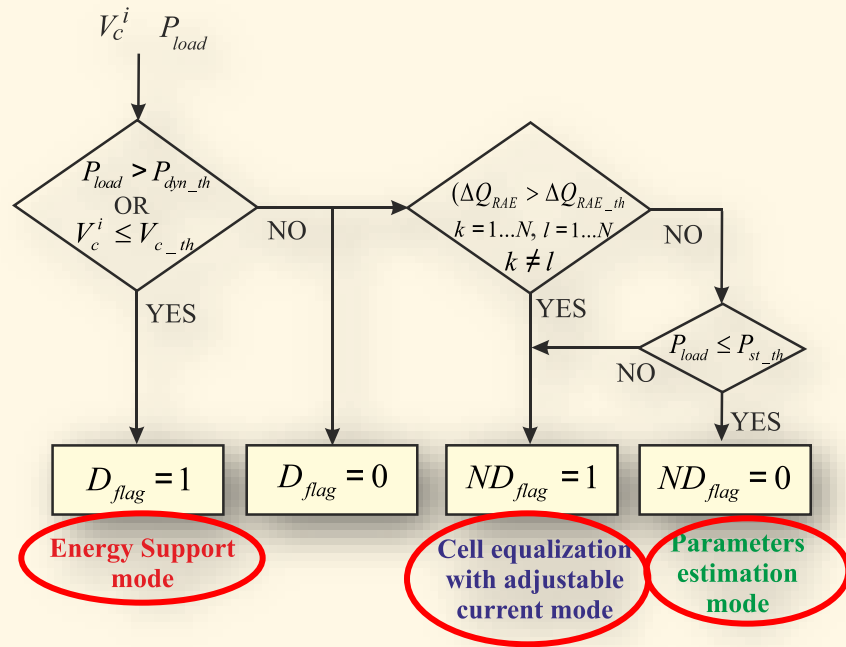 V_c^i P_load
P_load > P_dyn_th
OR
V_c^i ≤ V_c_th
NO
YES
(ΔQ_RAE > ΔQ_RAE_th
k = 1...N, l = 1...N
k ≠ l
NO
YES
P_load ≤ P_st_th
NO
YES
D_flag = 1
D_flag = 0
ND_flag = 1
ND_flag = 0
Energy Support
mode
Cell equalization
with adjustable
current mode
Parameters
estimation
mode